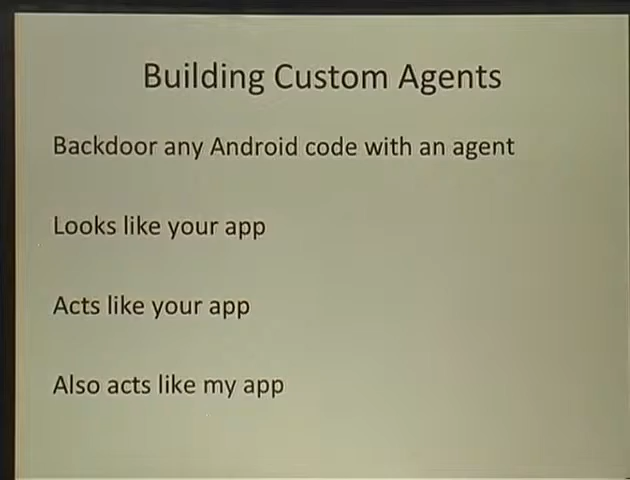 Building Custom Agents
Backdoor any Android code with an agent
Looks like your app
Acts like your app
Also acts like my app